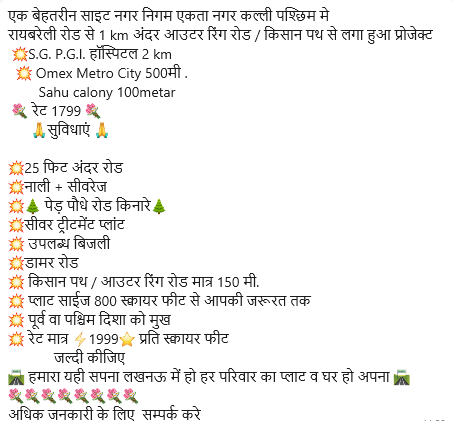 एक बेहतरीन साइट नगर निगम एकता नगर कल्ली पश्छिम मे
रायबरेली रोड से 1 km अंदर आउटर रिंग रोड / किसान पथ से लगा हुआ प्रोजेक्ट
💥S.G. P.G.I. हॉस्पिटल 2 km
💥 Omex Metro City 500मी .
Sahu calony 100metar
💐 रेट 1799 💐
🙏सुविधाएं 🙏
💥25 फिट अंदर रोड
💥नाली + सीवरेज
💥🌲 पेड़ पौधे रोड किनारे🌲
💥सीवर ट्रीटमेंट प्लांट
💥 उपलब्ध बिजली
💥डामर रोड
💥 किसान पथ / आउटर रिंग रोड मात्र 150 मी.
💥 प्लाट साईज 800 स्क्वायर फीट से आपकी जरूरत तक
💥 पूर्व वा पश्चिम दिशा को मुख
💥 रेट मात्र ⚡1999⭐ प्रति स्क्वायर फीट
जल्दी कीजिए
🛣️ हमारा यही सपना लखनऊ में हो हर परिवार का प्लाट व घर हो अपना 🛣️
💐💐💐💐💐💐💐
अधिक जनकारी के लिए सम्पर्क करे